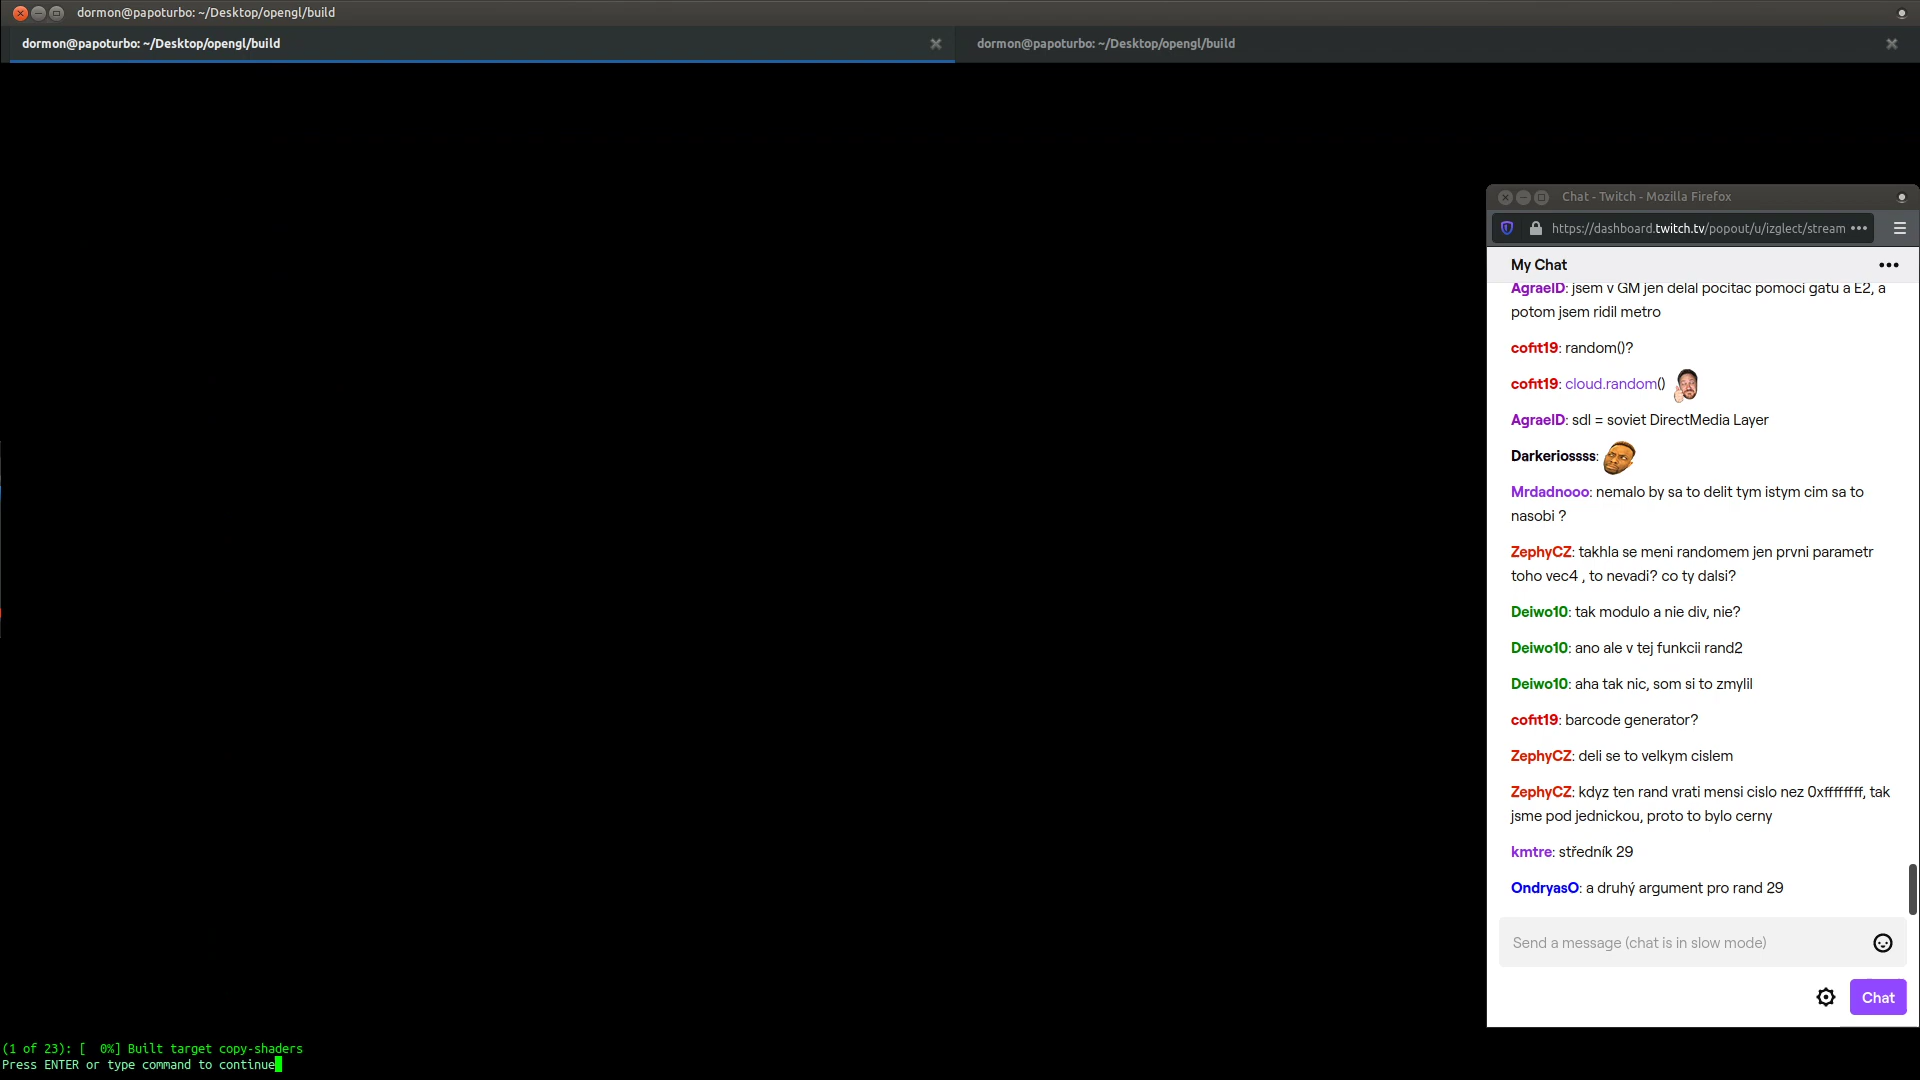 dormon@papoturbo: ~/Desktop/opengl/build
dormon@papoturbo: ~/Desktop/opengl/build
dormon@papoturbo: ~/Desktop/opengl/build
Chat - Twitch - Mozilla Firefox
https://dashboard.twitch.tv/popout/u/izglect/stream
My Chat
AgraelD: jsem v GM jen delal pocitac pomoci gatu a E2, a
potom jsem ridil metro
cofit19: random()?
cofit19: cloud.random()
AgraelD: sdl = soviet DirectMedia Layer
Darkeriossss:
Mrdadnooo: nemalo by sa to delit tym istym cim sa to
nasobi ?
ZephyCZ: takhla se meni randomem jen prvni parametr
toho vec4 , to nevadi? co ty dalsi?
Deiwo10: tak modulo a nie div, nie?
Deiwo10: ano ale v tej funkcii rand2
Deiwo10: aha tak nic, som si to zmylil
cofit19: barcode generator?
ZephyCZ: deli se to velkym cislem
ZephyCZ: kdyz ten rand vrati mensi cislo nez 0xffffffff, tak
jsme pod jednickou, proto to bylo cerny
kmtre: středník 29
OndryasO: a druhý argument pro rand 29
Send a message (chat is in slow mode)
Chat
(1 of 23): [  0%] Built target copy-shaders
Press ENTER or type command to continue